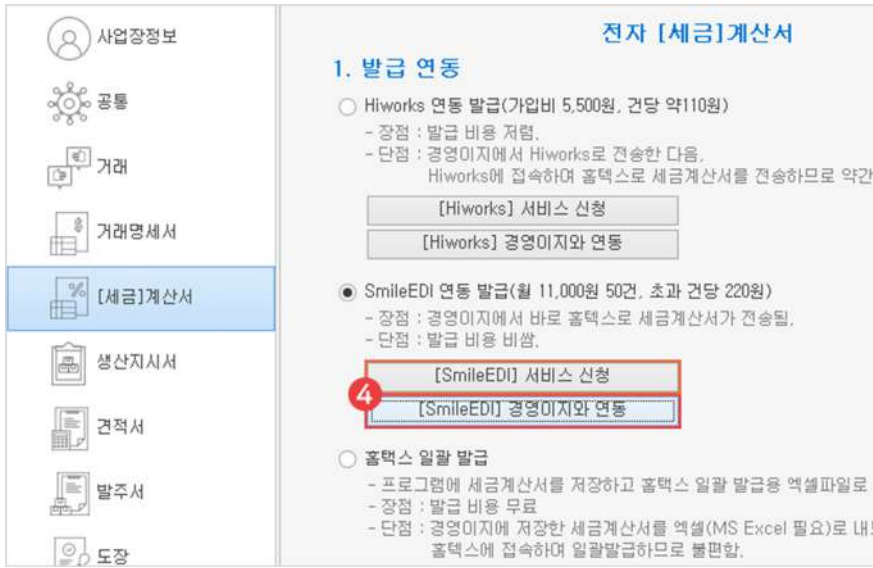 사업장정보
공통
거래
거래명세서
[세금]계산서
생산지시서
견적서
발주서
도장
전자 [세금]계산서
1. 발급 연동
Hiworks 연동 발급(가입비 5,500원, 건당 약110원)
- 장점 : 발급 비용 저렴.
- 단점 : 경영이지에서 Hiworks로 전송한 다음,
Hiworks에 접속하여 홈텍스로 세금계산서를 전송하므로 약간
[Hiworks] 서비스 신청
[Hiworks] 경영이지와 연동
SmileEDI 연동 발급(월 11,000원 50건, 초과 건당 220원)
- 장점 : 경영이지에서 바로 홈텍스로 세금계산서가 전송됨.
- 단점 : 발급 비용 비쌈.
[SmileEDI] 서비스 신청
4
[SmileEDI] 경영이지와 연동
홈택스 일괄 발급
- 프로그램에 세금계산서를 저장하고 홈택스 일괄 발급용 엑셀파일로
- 장점 : 발급 비용 무료
- 단점 : 경영이지에 저장한 세금계산서를 엑셀(MS Excel 필요)로
홈택스에 접속하여 일괄발급하므로 불편함.